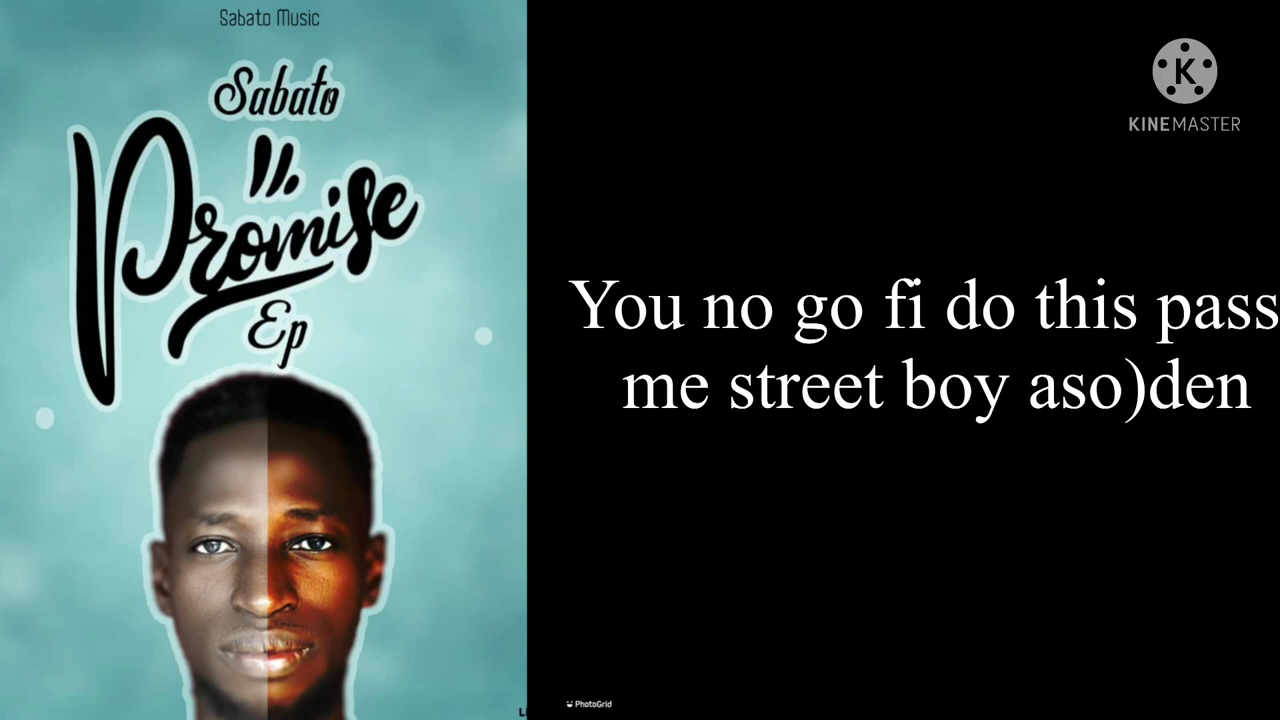 Sabato Music
Sabato
Promise
Ep
KINEMASTER
You no go fi do this pass
me street boy aso)den
PhotoGrid